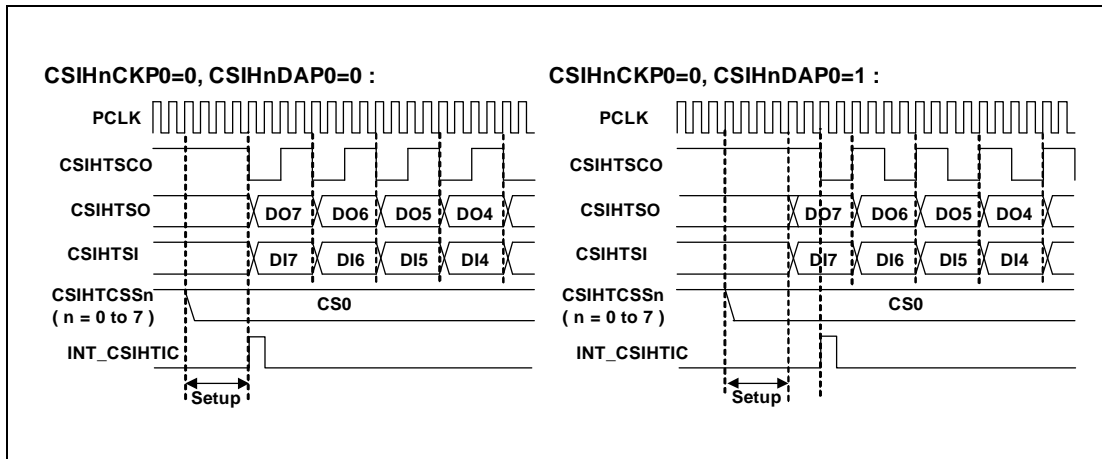 CSIHnCKP0=0, CSIHnDAP0=0 :
PCLK
CSIHTSCO
CSIHTSO
DO7 DO6 DO5 DO4
CSIHTSI
DI7 DI6 DI5 DI4
CSIHTCSSn
( n = 0 to 7 )
CS0
INT_CSIHTIC
Setup
CSIHnCKP0=0, CSIHnDAP0=1 :
PCLK
CSIHTSCO
CSIHTSO
DO7 DO6 DO5 DO4
CSIHTSI
DI7 DI6 DI5 DI4
CSIHTCSSn
( n = 0 to 7 )
CS0
INT_CSIHTIC
Setup